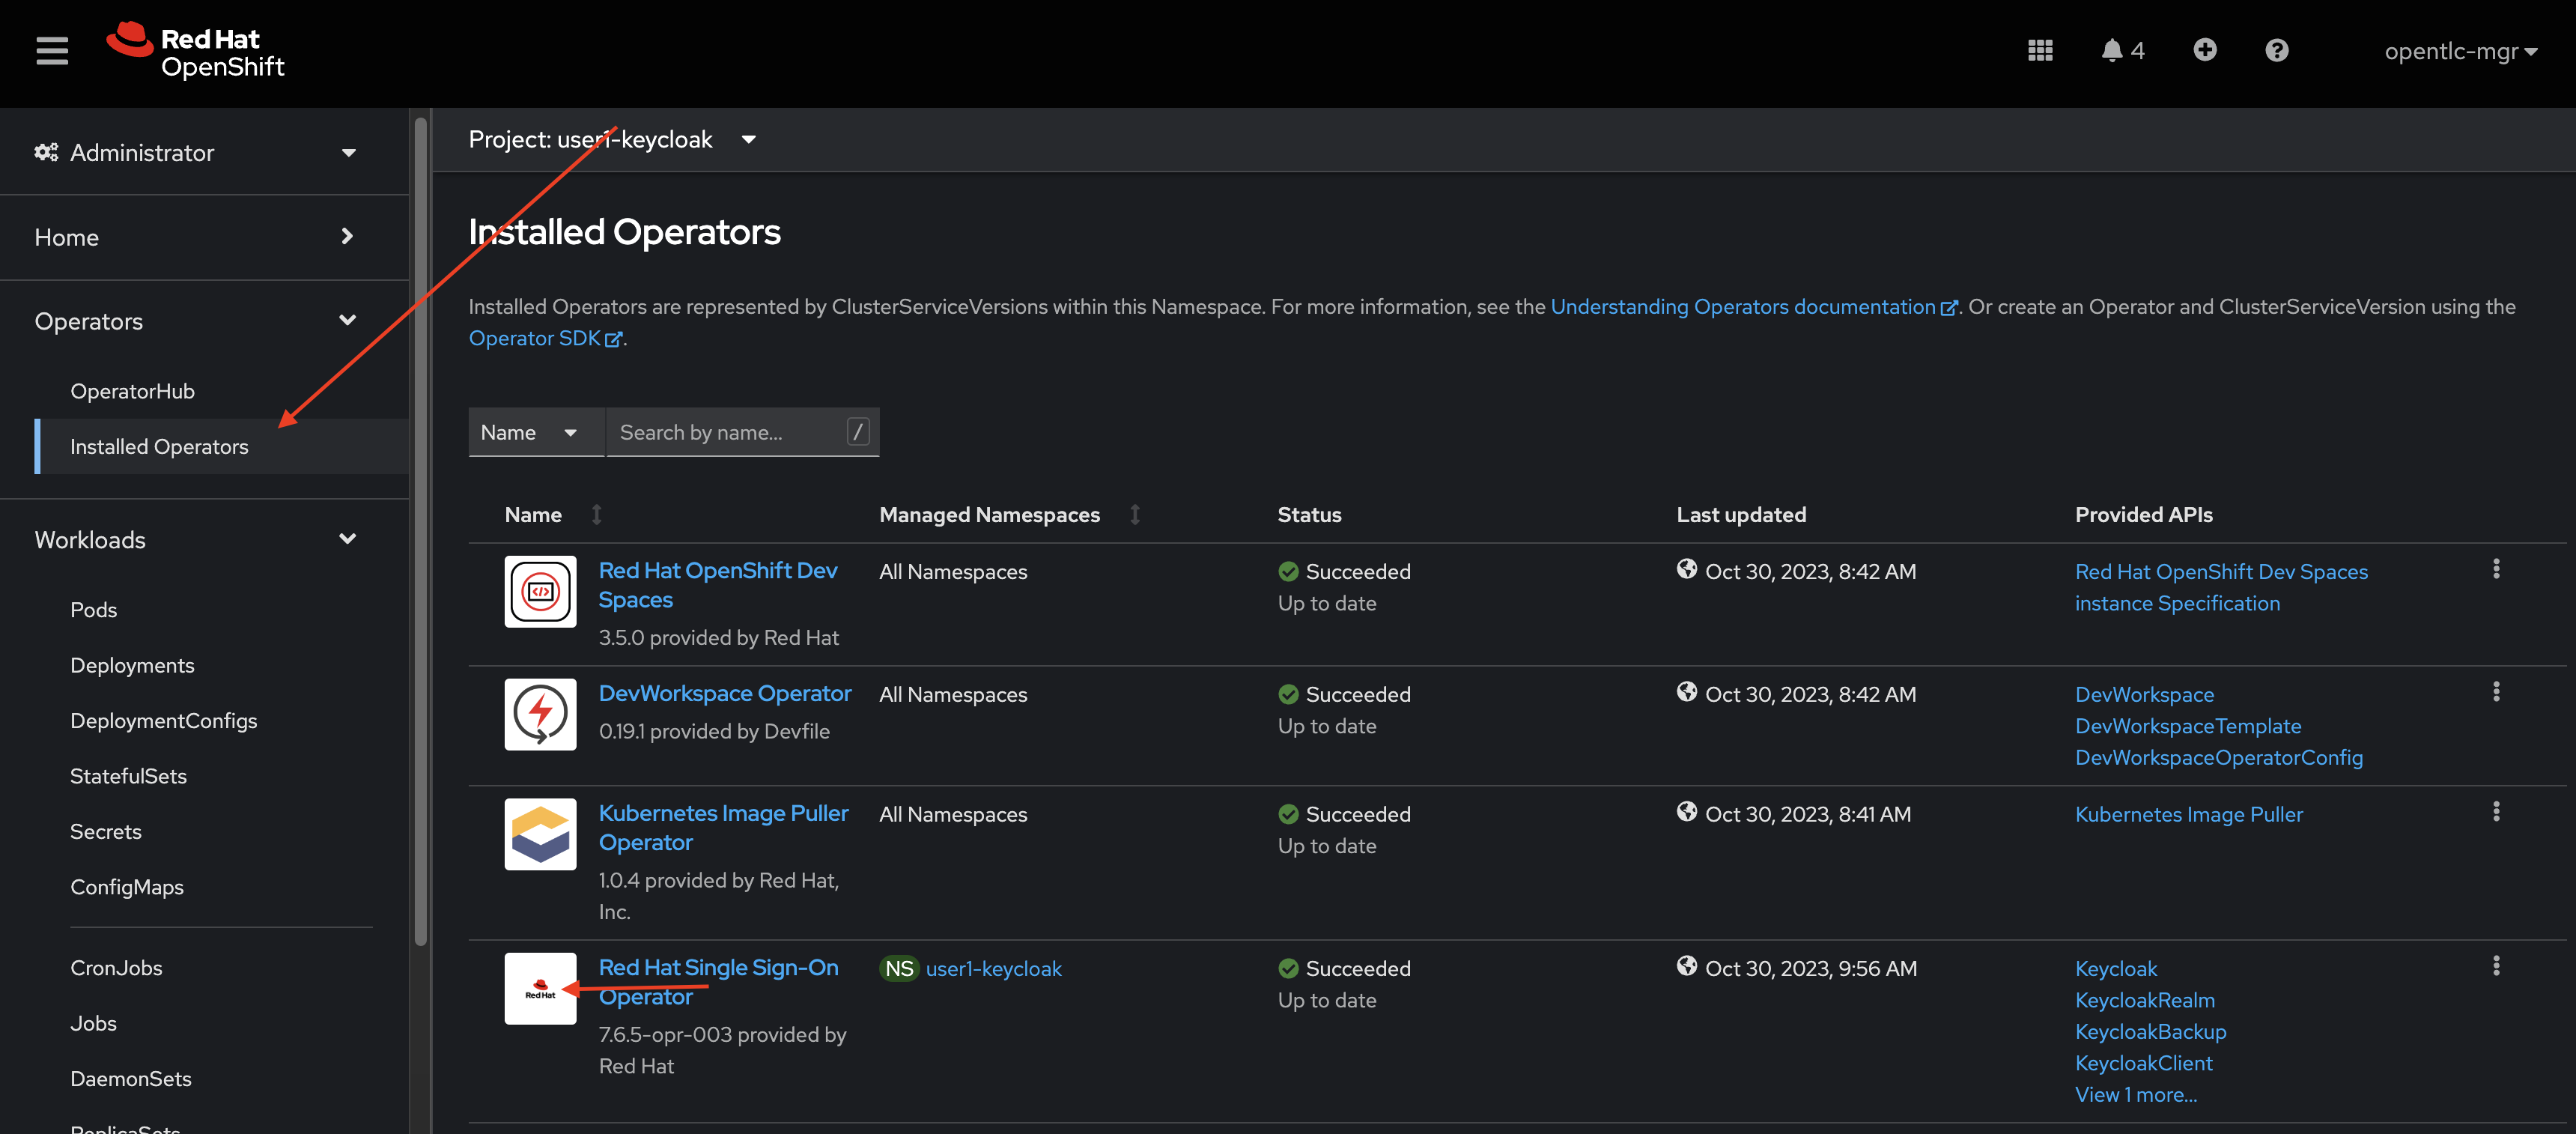 Red Hat
OpenShift
4
opentlc-mgr
Administrator
Home
Operators
OperatorHub
Installed Operators
Workloads
Pods
Deployments
DeploymentConfigs
StatefulSets
Secrets
ConfigMaps
CronJobs
Jobs
DaemonSets
ReplicaSets
Project: user1-keycloak
Installed Operators
Installed Operators are represented by ClusterServiceVersions within this Namespace. For more information, see the Understanding Operators documentation. Or create an Operator and ClusterServiceVersion using the
Operator SDK.
Name Search by name... /
Name Managed Namespaces Status Last updated Provided APIs
Red Hat OpenShift Dev
Spaces
3.5.0 provided by Red Hat
All Namespaces
Succeeded
Up to date
Oct 30, 2023, 8:42 AM
Red Hat OpenShift Dev Spaces
instance Specification
DevWorkspace Operator
0.19.1 provided by Devfile
All Namespaces
Succeeded
Up to date
Oct 30, 2023, 8:42 AM
DevWorkspace
DevWorkspaceTemplate
DevWorkspaceOperatorConfig
Kubernetes Image Puller
Operator
1.0.4 provided by Red Hat,
Inc.
All Namespaces
Succeeded
Up to date
Oct 30, 2023, 8:41 AM
Kubernetes Image Puller
Red Hat
Red Hat Single Sign-On
Operator
7.6.5-opr-003 provided by
Red Hat
NS user1-keycloak
Succeeded
Up to date
Oct 30, 2023, 9:56 AM
Keycloak
KeycloakRealm
KeycloakBackup
KeycloakClient
View 1 more...